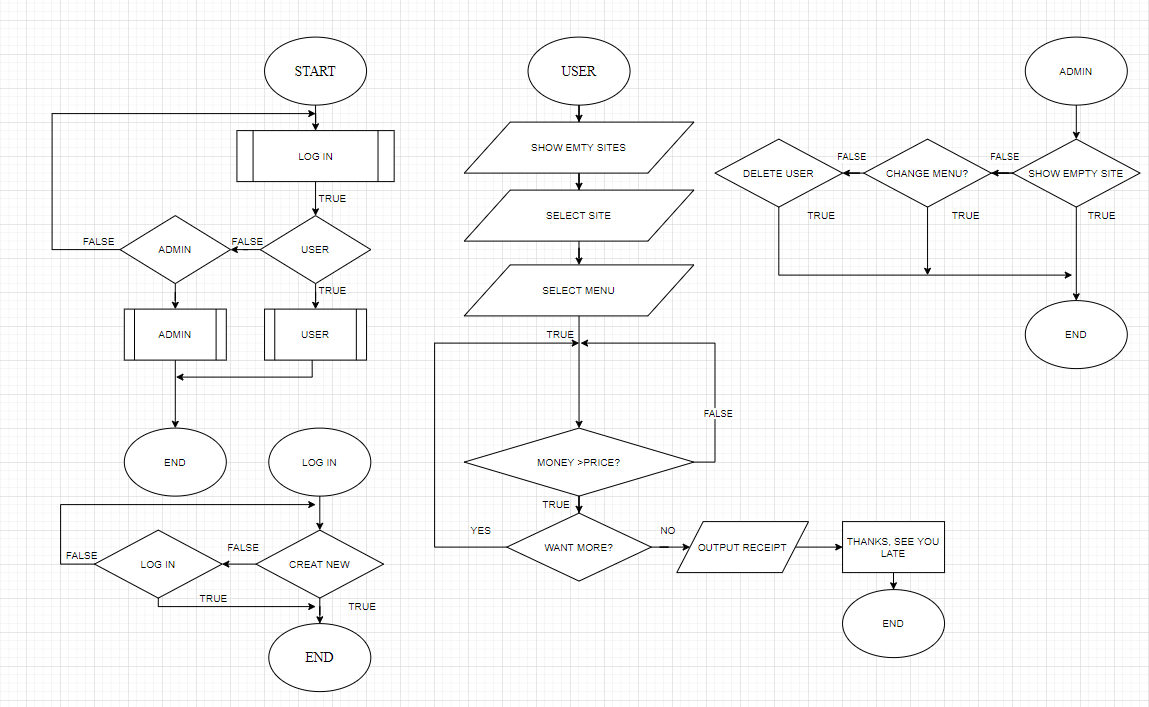 START
LOG IN
TRUE
USER
FALSE
ADMIN
FALSE
TRUE
ADMIN
USER
END
LOG IN
CREAT NEW
FALSE
LOG IN
FALSE
TRUE
TRUE
END
USER
SHOW EMTY SITES
SELECT SITE
SELECT MENU
TRUE
FALSE
MONEY >PRICE?
TRUE
YES
WANT MORE?
NO
OUTPUT RECEIPT
THANKS, SEE YOU
LATE
END
ADMIN
SHOW EMPTY SITE
FALSE
CHANGE MENU?
FALSE
DELETE USER
TRUE
TRUE
TRUE
END